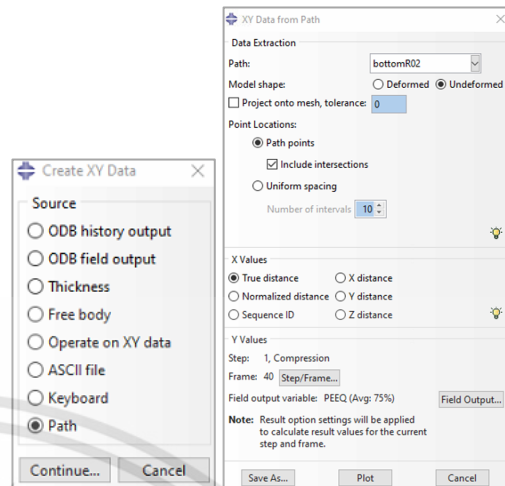 Create XY Data
Source
ODB history output
ODB field output
Thickness
Free body
Operate on XY data
ASCII file
Keyboard
Path
Continue... Cancel
XY Data from Path
Data Extraction
Path: bottomR02
Model shape: Deformed Undeformed
Project onto mesh, tolerance: 0
Point Locations:
Path points
Include intersections
Uniform spacing
Number of intervals 10
X Values
True distance X distance
Normalized distance Y distance
Sequence ID Z distance
Y Values
Step: 1, Compression
Frame: 40 Step/Frame...
Field output variable: PEEQ (Avg: 75%) Field Output...
Note: Result option settings will be applied
to calculate result values for the current
step and frame.
Save As... Plot Cancel